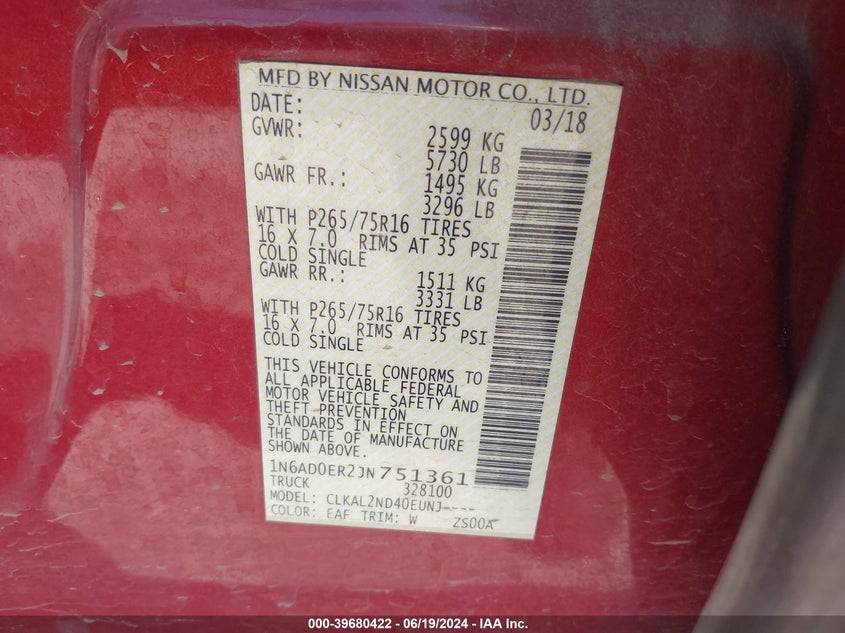 MFD BY NISSAN MOTOR CO., LTD.
DATE: 03/18
GVWR: 2599 KG
5730 LB
GAWR FR.: 1495 KG
3296 LB
WITH P265/75R16 TIRES
16 X 7.0 RIMS AT 35 PSI
COLD SINGLE
GAWR RR.: 1511 KG
3331 LB
WITH P265/75R16 TIRES
16 X 7.0 RIMS AT 35 PSI
COLD SINGLE
THIS VEHICLE CONFORMS TO
ALL APPLICABLE FEDERAL
MOTOR VEHICLE SAFETY AND
THEFT PREVENTION
STANDARDS IN EFFECT ON
THE DATE OF MANUFACTURE
SHOWN ABOVE.
1N6AD0ER2JN751361
TRUCK 328100
MODEL: CLKAL2ND40EUNJ----
COLOR: EAF TRIM: W ZS00A
000-39680422 - 06/19/2024 - IAA Inc.